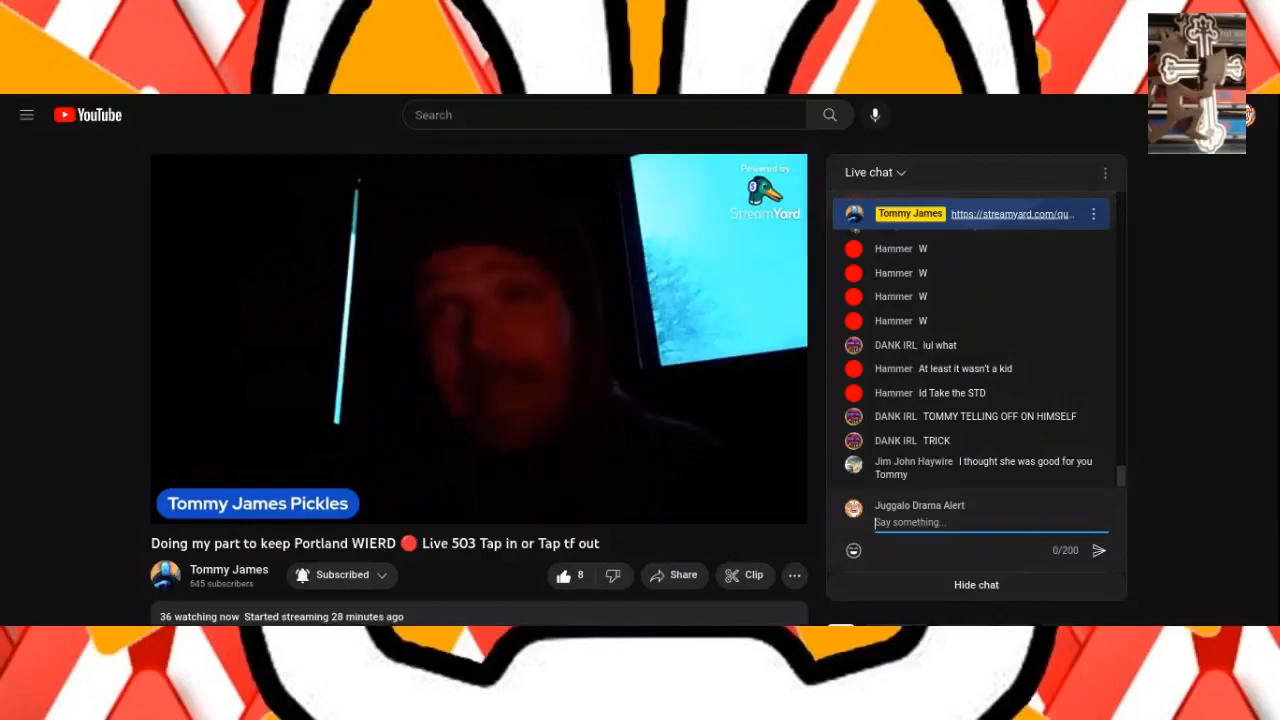 YouTube
Search
Powered by
StreamYard
Tommy James Pickles
Doing my part to keep Portland WIERD 🔴 Live 503 Tap in or Tap tf out
Tommy James
645 subscribers
Subscribed
8
Share
Clip
36 watching now Started streaming 28 minutes ago
Live chat
Tommy James https://streamyard.com/qu...
Hammer W
Hammer W
Hammer W
Hammer W
DANK IRL lul what
Hammer At least it wasn't a kid
Hammer Id Take the STD
DANK IRL TOMMY TELLING OFF ON HIMSELF
DANK IRL TRICK
Jim John Haywire I thought she was good for you
Tommy
Juggalo Drama Alert
Say something...
0/200
Hide chat